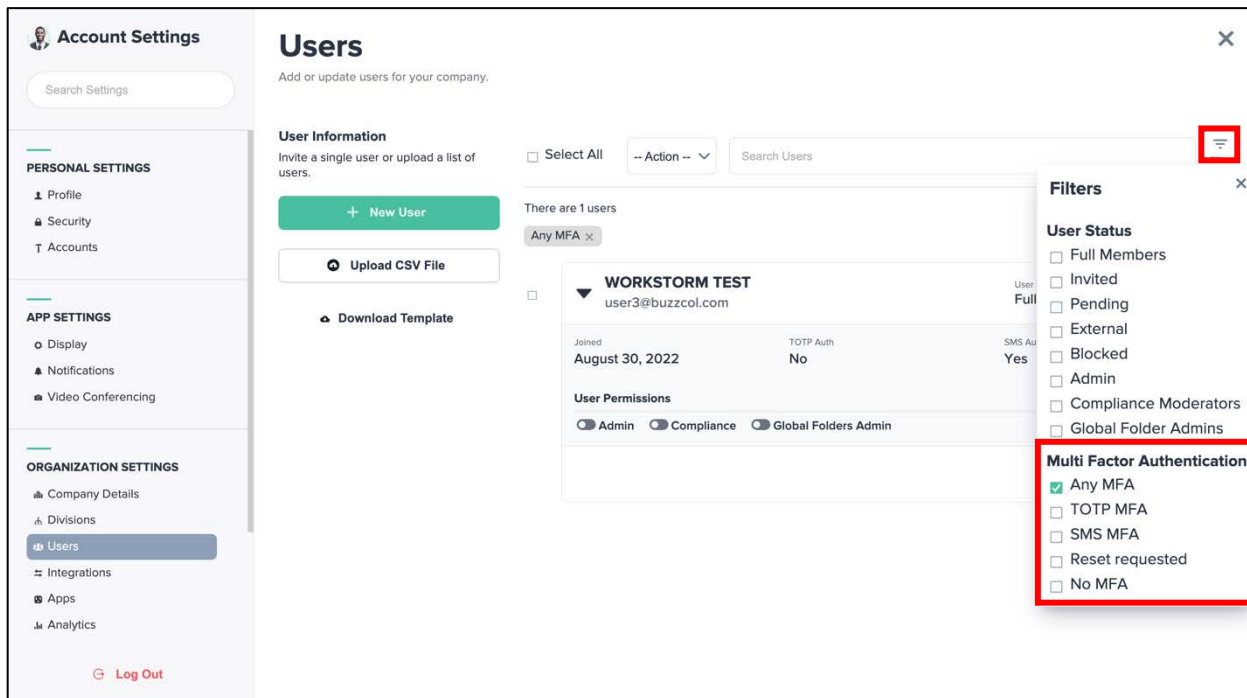 Account Settings
Search Settings
PERSONAL SETTINGS
Profile
Security
Accounts
APP SETTINGS
Display
Notifications
Video Conferencing
ORGANIZATION SETTINGS
Company Details
Divisions
Users
Integrations
Apps
Analytics
Log Out
Users
Add or update users for your company.
User Information
Invite a single user or upload a list of
users.
+ New User
Upload CSV File
Download Template
Select All
-- Action --
Search Users
There are 1 users
Any MFA ×
WORKSTORM TEST
user3@buzzcol.com
User
Full
Joined
August 30, 2022
TOTP Auth
No
SMS Au
Yes
User Permissions
Admin Compliance Global Folders Admin
Filters
User Status
Full Members
Invited
Pending
External
Blocked
Admin
Compliance Moderators
Global Folder Admins
Multi Factor Authentication
Any MFA
TOTP MFA
SMS MFA
Reset requested
No MFA